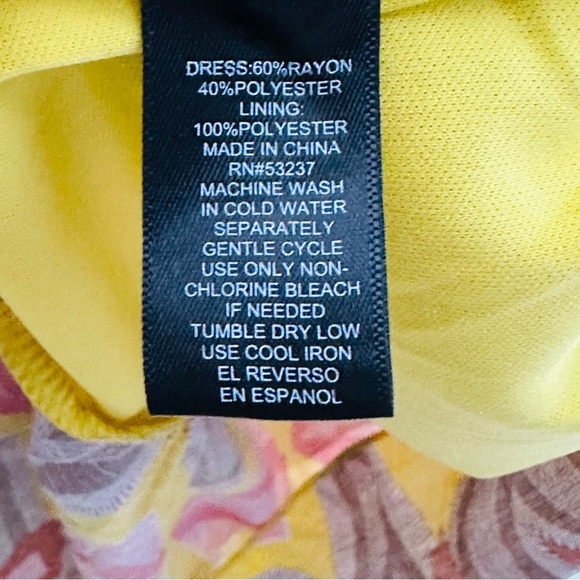 DRESS:60%RAYON
40%POLYESTER
LINING:
100%POLYESTER
MADE IN CHINA
RN#53237
MACHINE WASH
IN COLD WATER
SEPARATELY
GENTLE CYCLE
USE ONLY NON-
CHLORINE BLEACH
IF NEEDED
TUMBLE DRY LOW
USE COOL IRON
EL REVERSO
EN ESPANOL